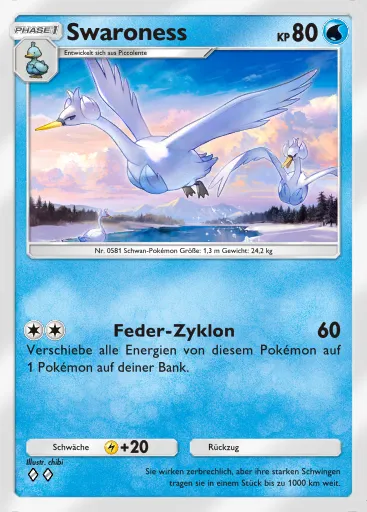 PHASE 1
Swaroness
KP 80
Entwickelt sich aus Piccolente
Nr. 0581 Schwan-Pokémon Größe: 1,3 m Gewicht: 24,2 kg
Feder-Zyklon 60
Verschiebe alle Energien von diesem Pokémon auf
1 Pokémon auf deiner Bank.
Schwäche +20
Rückzug
Illustr. chibi
Sie wirken zerbrechlich, aber ihre starken Schwingen
tragen sie in einem Stück bis zu 1000 km weit.